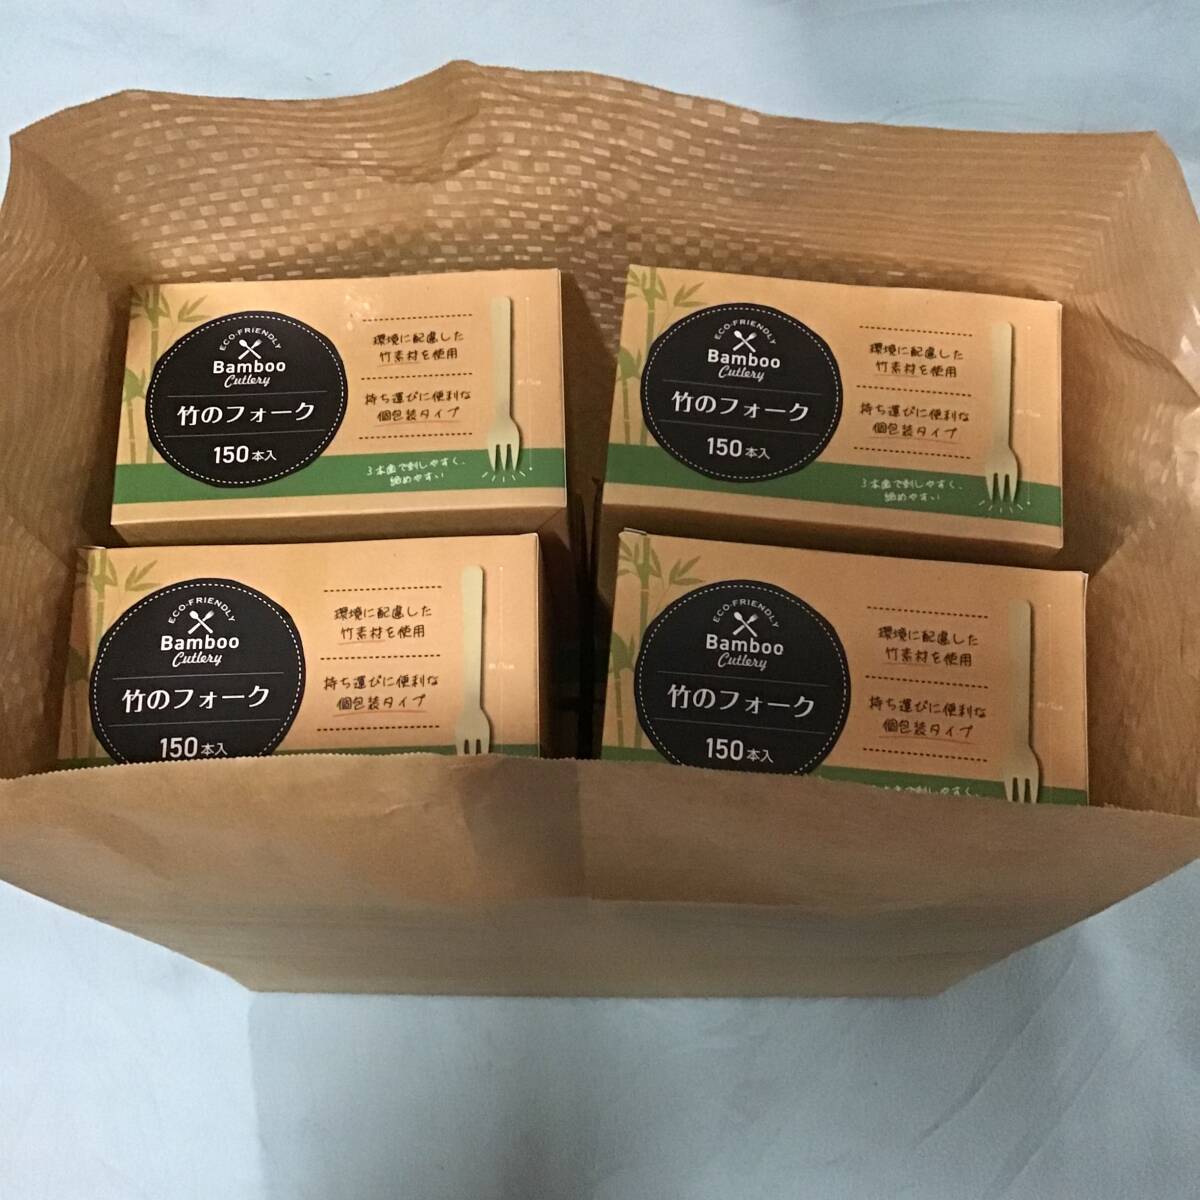 ECO-FRIENDLY
Bamboo
Cutlery
竹のフォーク
150本入
環境に配慮した
竹素材を使用
持ち運びに便利な
個包装タイプ
3本歯で刺しやすく、
絡めやすい
ECO-FRIENDLY
Bamboo
Cutlery
竹のフォーク
150本入
環境に配慮した
竹素材を使用
持ち運びに便利な
個包装タイプ
3本歯で刺しやすく、
絡めやすい
ECO-FRIENDLY
Bamboo
Cutlery
竹のフォーク
150本入
環境に配慮した
竹素材を使用
持ち運びに便利な
個包装タイプ
ECO-FRIENDLY
Bamboo
Cutlery
竹のフォーク
150本入
環境に配慮した
竹素材を使用
持ち運びに便利な
個包装タイプ